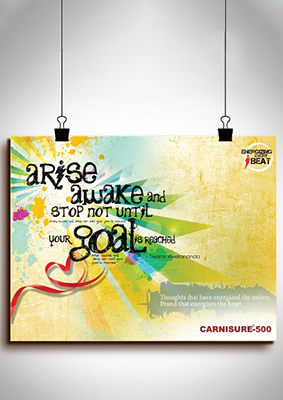 ENERGIZING
EVERY
BEAT
ARISE
AWAKE and
STOP NOT UNTIL
YOUR GOAL is REACHED
- Swami Vivekananda
Thoughts that have energized the nation
Brand that energizes the heart.
CARNISURE-500